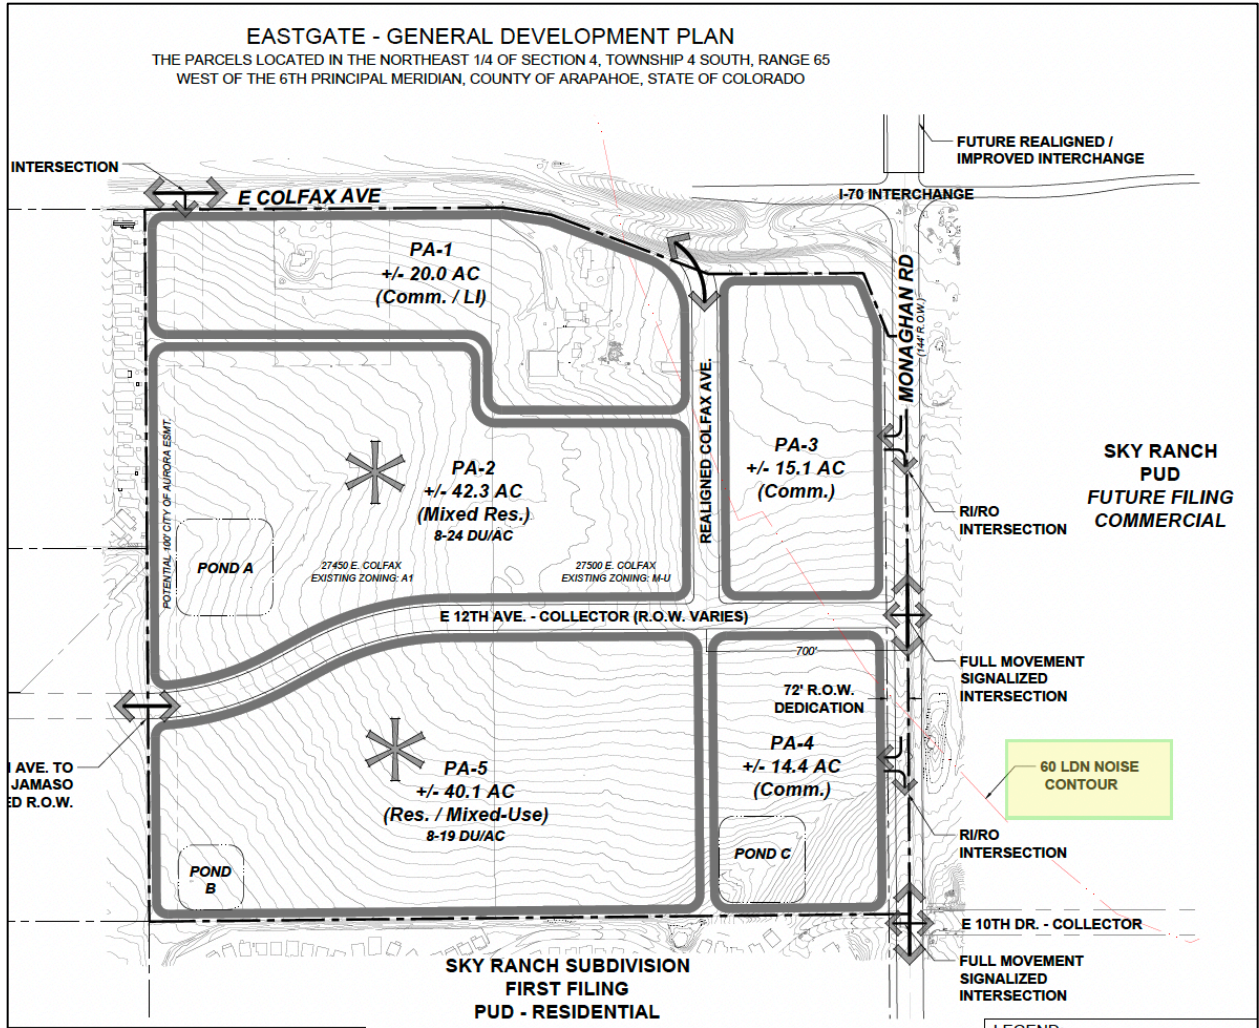 EASTGATE - GENERAL DEVELOPMENT PLAN
THE PARCELS LOCATED IN THE NORTHEAST 1/4 OF SECTION 4, TOWNSHIP 4 SOUTH, RANGE 65
WEST OF THE 6TH PRINCIPAL MERIDIAN, COUNTY OF ARAPAHOE, STATE OF COLORADO
FUTURE REALIGNED /
IMPROVED INTERCHANGE
INTERSECTION
E COLFAX AVE
I-70 INTERCHANGE
PA-1
+/- 20.0 AC
(Comm. / LI)
MONAGHAN RD
(144' R.O.W.)
REALIGNED COLFAX AVE.
PA-3
+/- 15.1 AC
(Comm.)
SKY RANCH
PUD
FUTURE FILING
COMMERCIAL
PA-2
+/- 42.3 AC
(Mixed Res.)
8-24 DU/AC
POTENTIAL 100' CITY OF AURORA ESMT.
RI/RO
INTERSECTION
POND A
27450 E. COLFAX
EXISTING ZONING: A1
27500 E. COLFAX
EXISTING ZONING: M-U
E 12TH AVE. - COLLECTOR (R.O.W. VARIES)
700'
FULL MOVEMENT
SIGNALIZED
INTERSECTION
72' R.O.W.
DEDICATION
PA-4
+/- 14.4 AC
(Comm.)
60 LDN NOISE
CONTOUR
AVE. TO
JAMASO
ED R.O.W.
PA-5
+/- 40.1 AC
(Res. / Mixed-Use)
8-19 DU/AC
RI/RO
INTERSECTION
POND
B
POND C
E 10TH DR. - COLLECTOR
FULL MOVEMENT
SIGNALIZED
INTERSECTION
SKY RANCH SUBDIVISION
FIRST FILING
PUD - RESIDENTIAL
LEGEND